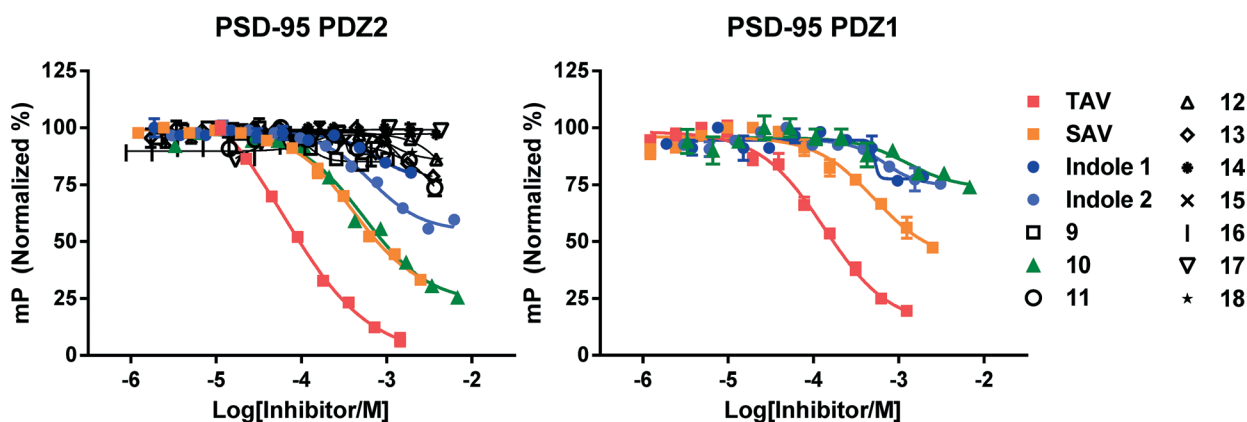 PSD-95 PDZ2
125
100
75
50
25
0
mP (Normalized %)
-6 -5 -4 -3 -2
Log[Inhibitor/M]
PSD-95 PDZ1
125
100
75
50
25
0
mP (Normalized %)
-6 -5 -4 -3 -2
Log[Inhibitor/M]
TAV
SAV
Indole 1
Indole 2
9
10
11
12
13
14
15
16
17
18